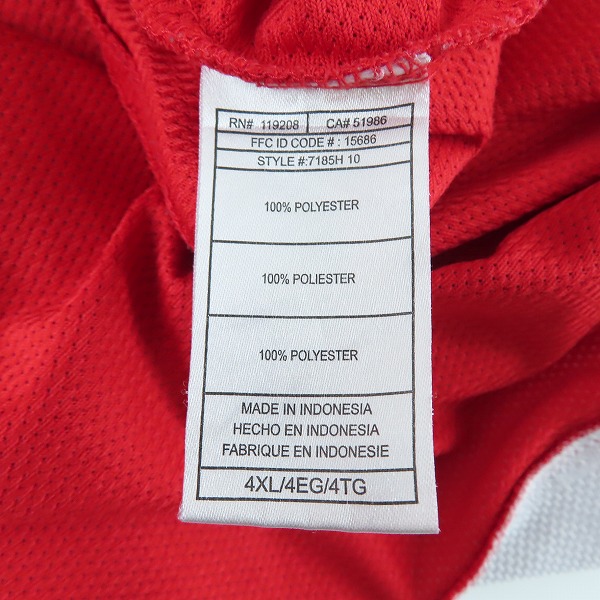 RN# 119208 CA# 51986
FFC ID CODE # : 15686
STYLE #:7185H 10
100% POLYESTER
100% POLIESTER
100% POLYESTER
MADE IN INDONESIA
HECHO EN INDONESIA
FABRIQUE EN INDONESIE
4XL/4EG/4TG